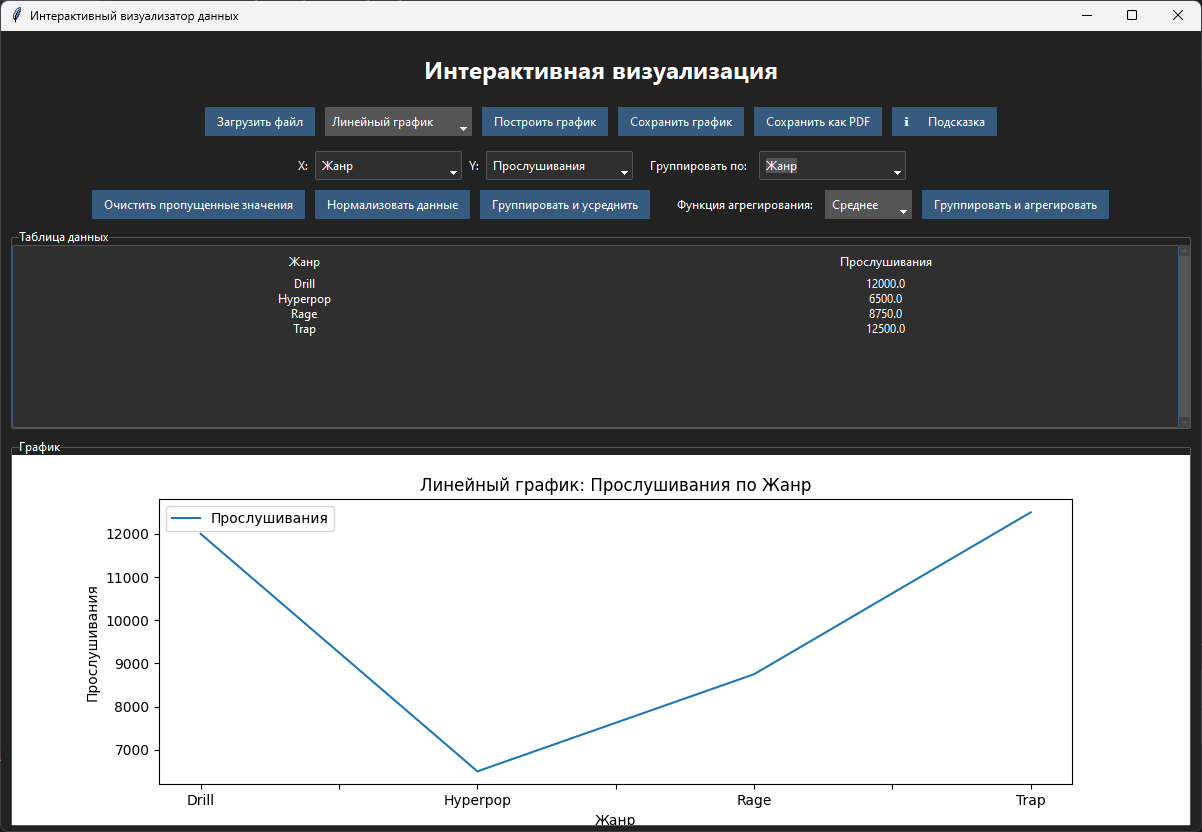 Интерактивный визуализатор данных
Интерактивная визуализация
Загрузить файл Линейный график Построить график Сохранить график Сохранить как PDF i Подсказка
X: Жанр Y: Прослушивания Группировать по: Жанр
Очистить пропущенные значения Нормализовать данные Группировать и усреднить Функция агрегирования: Среднее Группировать и агрегировать
Таблица данных
Жанр Прослушивания
Drill 12000.0
Hyperpop 6500.0
Rage 8750.0
Trap 12500.0
График
Линейный график: Прослушивания по Жанр
Прослушивания
12000
11000
10000
9000
8000
7000
Прослушивания
Drill Hyperpop Rage Trap
Жанр